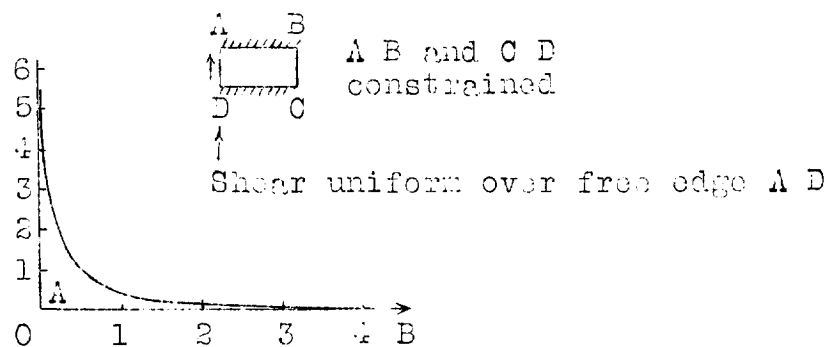 A B
A B and C D
constrained
D C
Shear uniform over free edge A D
6
5
4
3
2
1
A
0 1 2 3 4 B